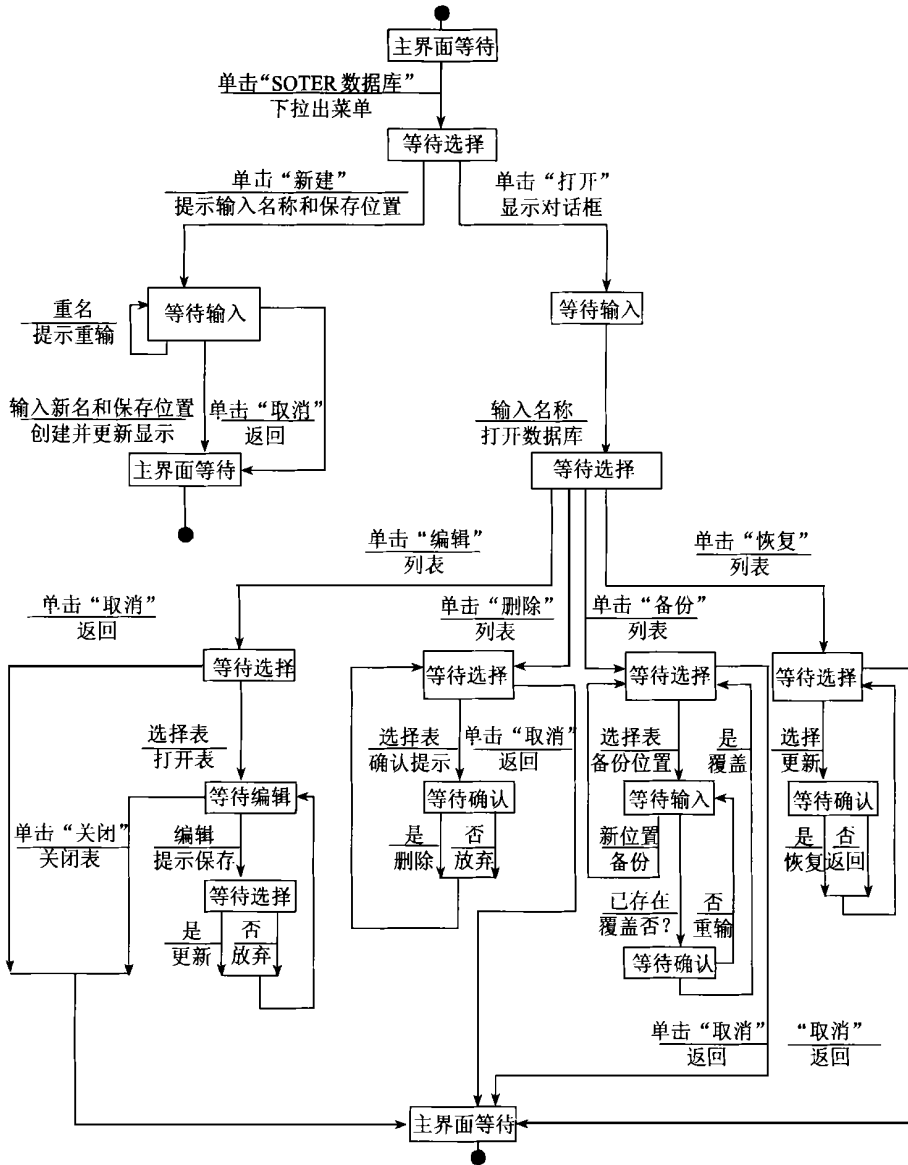 主界面等待
单击“SOTER数据库”
下拉出菜单
等待选择
单击“新建”
提示输入名称和保存位置
单击“打开”
显示对话框
重名
提示重输
等待输入
等待输入
输入新名和保存位置
创建并更新显示
单击“取消”
返回
输入名称
打开数据库
主界面等待
等待选择
单击“编辑”
列表
单击“恢复”
列表
单击“取消”
返回
单击“删除”
列表
单击“备份”
列表
等待选择
等待选择
等待选择
等待选择
选择表
打开表
选择表
确认提示
单击“取消”
返回
选择表
备份位置
是
覆盖
选择
更新
等待编辑
等待确认
等待输入
等待确认
单击“关闭”
关闭表
编辑
提示保存
是
删除
否
放弃
新位置
备份
是
恢复
否
返回
等待选择
已存在
覆盖否?
否
重输
是
更新
否
放弃
等待确认
单击“取消”
返回
“取消”
返回
主界面等待